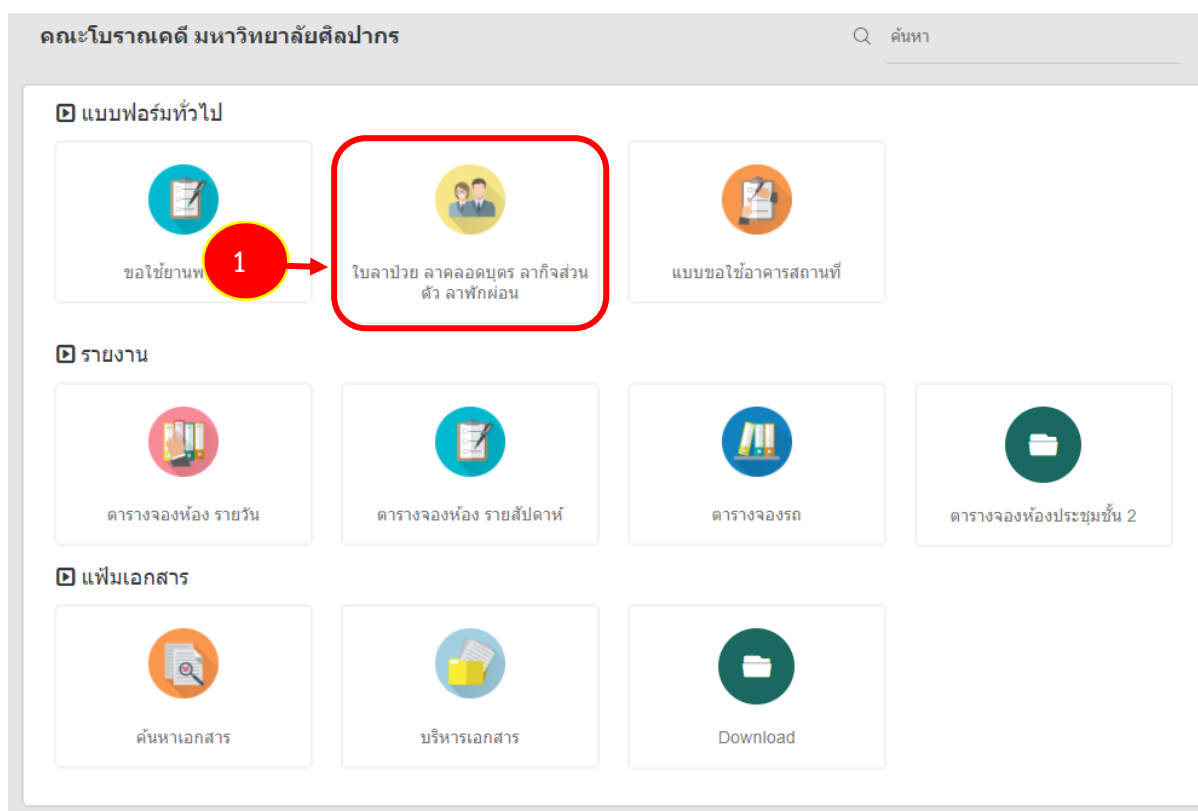 คณะโบราณคดี มหาวิทยาลัยศิลปากร
ค้นหา
แบบฟอร์มทั่วไป
ขอใช้ยานพ
1
ใบลาป่วย ลาคลอดบุตร ลากิจส่วน
ตัว ลาพักผ่อน
แบบขอใช้อาคารสถานที่
รายงาน
ตารางจองห้อง รายวัน
ตารางจองห้อง รายสัปดาห์
ตารางจองรถ
ตารางจองห้องประชุมชั้น 2
แฟ้มเอกสาร
ค้นหาเอกสาร
บริหารเอกสาร
Download